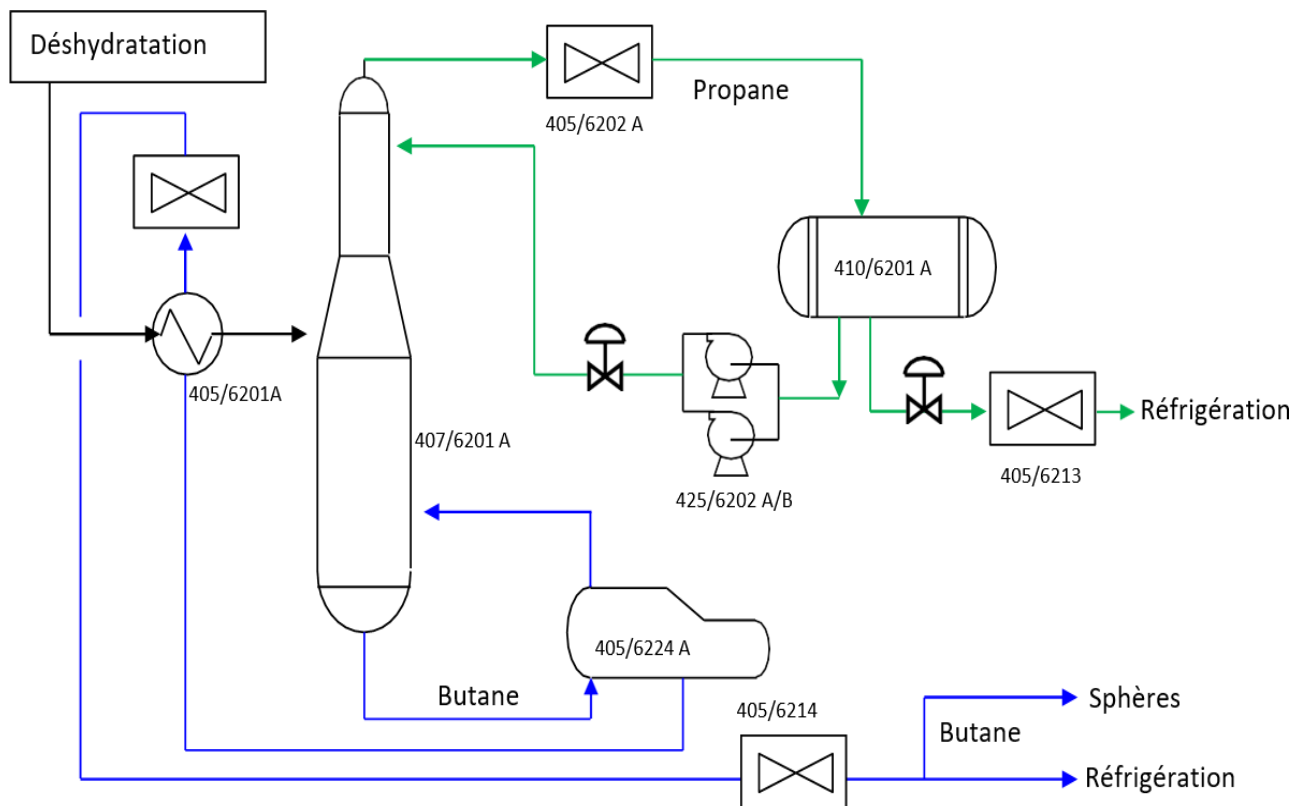 Déshydratation
405/6202 A
Propane
410/6201 A
405/6201A
407/6201 A
425/6202 A/B
405/6213
Réfrigération
405/6224 A
Butane
405/6214
Sphères
Butane
Réfrigération